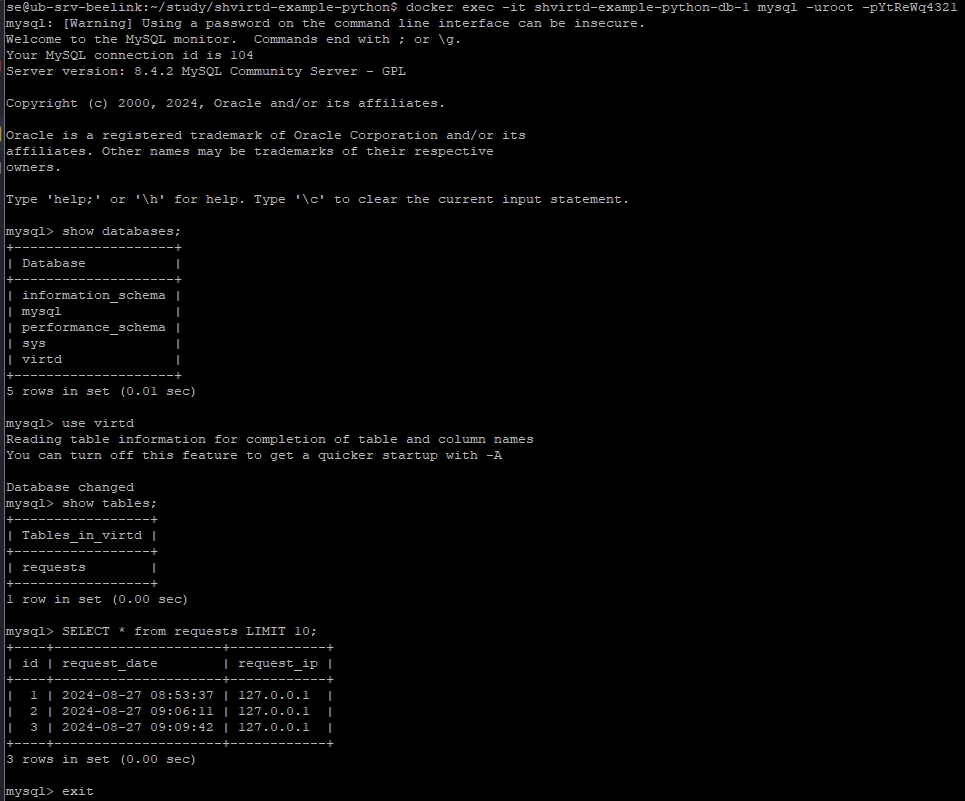 se@ub-srv-beelink:~/study/shvirtd-example-python$ docker exec -it shvirtd-example-python-db-1 mysql -uroot -pYtReWq4321
mysql: [Warning] Using a password on the command line interface can be insecure.
Welcome to the MySQL monitor.  Commands end with ; or \g.
Your MySQL connection id is 104
Server version: 8.4.2 MySQL Community Server - GPL

Copyright (c) 2000, 2024, Oracle and/or its affiliates.

Oracle is a registered trademark of Oracle Corporation and/or its
affiliates. Other names may be trademarks of their respective
owners.

Type 'help;' or '\h' for help. Type '\c' to clear the current input statement.

mysql> show databases;
+--------------------+
| Database           |
+--------------------+
| information_schema |
| mysql              |
| performance_schema |
| sys                |
| virtd              |
+--------------------+
5 rows in set (0.01 sec)

mysql> use virtd
Reading table information for completion of table and column names
You can turn off this feature to get a quicker startup with -A

Database changed
mysql> show tables;
+-----------------+
| Tables_in_virtd |
+-----------------+
| requests        |
+-----------------+
1 row in set (0.00 sec)

mysql> SELECT * from requests LIMIT 10;
+----+---------------------+------------+
| id | request_date        | request_ip |
+----+---------------------+------------+
|  1 | 2024-08-27 08:53:37 | 127.0.0.1  |
|  2 | 2024-08-27 09:06:11 | 127.0.0.1  |
|  3 | 2024-08-27 09:09:42 | 127.0.0.1  |
+----+---------------------+------------+
3 rows in set (0.00 sec)

mysql> exit